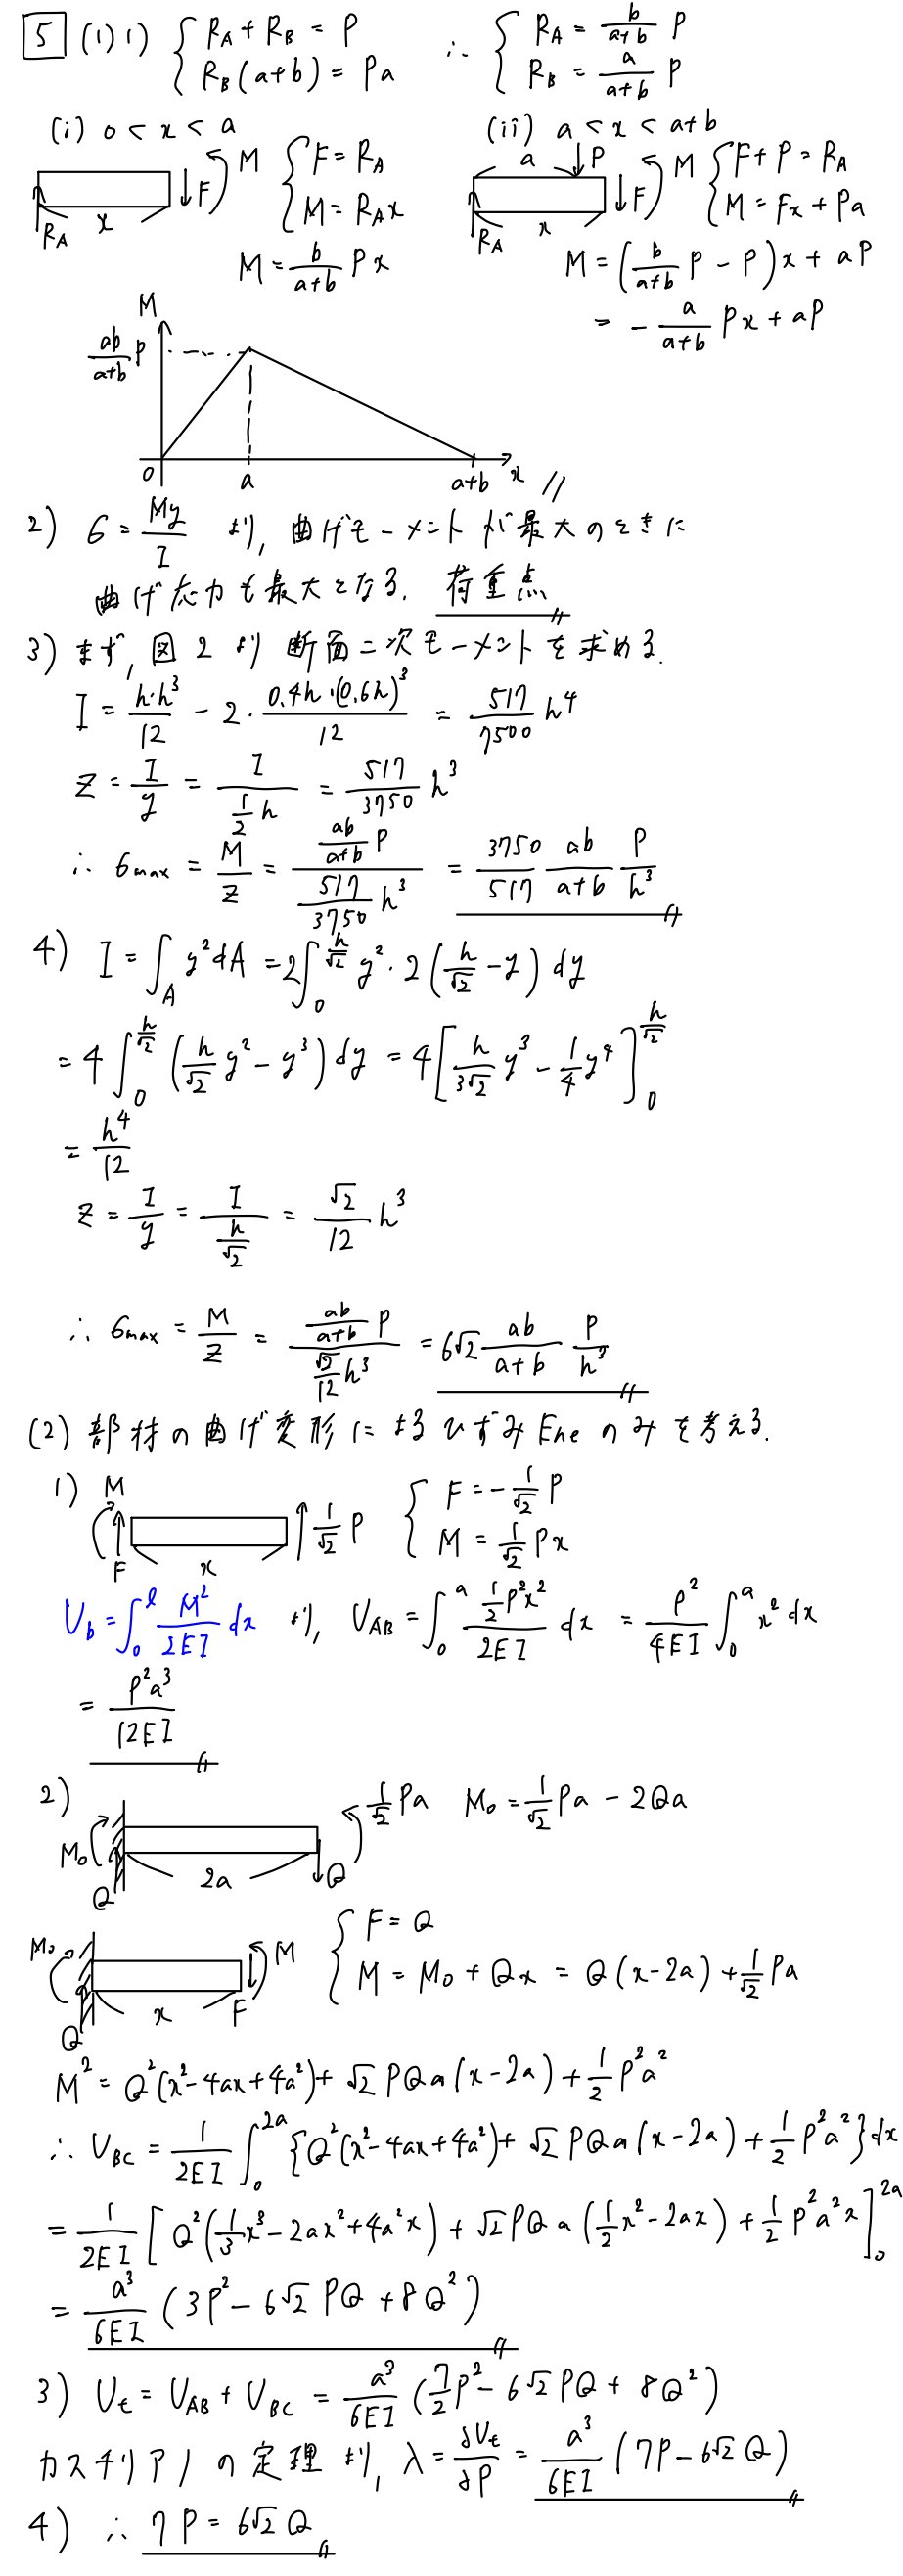 5 (1) 1) { R_A + R_B = P ∴ { R_A = b/(a+b) P
R_B (a+b) = Pa R_B = a/(a+b) P
(i) 0 < x < a (ii) a < x < a+b
R_A x F M { F = R_A a P R_A x F M { F + P = R_A
M = R_A x M = Fx + Pa
M = b/(a+b) Px M = (b/(a+b) P - P) x + aP
= - a/(a+b) Px + aP
M
ab/(a+b) P
0 a a+b x //
2) σ = My/I より, 曲げモーメントが最大のときに
曲げ応力も最大となる. 荷重点 //
3) まず, 図2より断面二次モーメントを求める.
I = h・h³/12 - 2・0.4h・(0.6h)³/12 = 517/7500 h⁴
Z = I/y = I/(1/2 h) = 517/3750 h³
∴ σmax = M/Z = (ab/(a+b) P)/(517/3750 h³) = 3750/517 ab/(a+b) P/h³ //
4) I = ∫_A y² dA = 2∫_0^{h/√2} y²・2 (h/√2 - y) dy
= 4 ∫_0^{h/√2} (h/√2 y² - y³) dy = 4 [h/3√2 y³ - 1/4 y⁴]_0^{h/√2}
= h⁴/12
Z = I/y = I/(h/√2) = √2/12 h³
∴ σmax = M/Z = (ab/(a+b) P)/(√2/12 h³) = 6√2 ab/(a+b) P/h³ //
(2) 部材の曲げ変形によるひずみEneのみを考える.
1) M F x 1/√2 P { F = - 1/√2 P
M = 1/√2 Px
U_b = ∫_0^l M²/2EI dx より, U_AB = ∫_0^a (1/2 P²x²)/2EI dx = P²/4EI ∫_0^a x² dx
= P²a³/12EI //
2) M₀ Q 2a Q 1/√2 Pa M₀ = 1/√2 Pa - 2Qa
M₀ Q x F M { F = Q
M = M₀ + Qx = Q (x-2a) + 1/√2 Pa
M² = Q² (x² - 4ax + 4a²) + √2 PQa (x-2a) + 1/2 P²a²
∴ U_BC = 1/2EI ∫_0^{2a} {Q² (x² - 4ax + 4a²) + √2 PQa (x-2a) + 1/2 P²a²} dx
= 1/2EI [Q² (1/3 x³ - 2ax² + 4a²x) + √2 PQa (1/2 x² - 2ax) + 1/2 P²a²x]_0^{2a}
= a³/6EI (3P² - 6√2 PQ + 8Q²) //
3) U_t = U_AB + U_BC = a³/6EI (7/2 P² - 6√2 PQ + 8Q²)
カスチリアノの定理より, λ = ∂U_t/∂P = a³/6EI (7P - 6√2 Q) //
4) ∴ 7P = 6√2 Q //